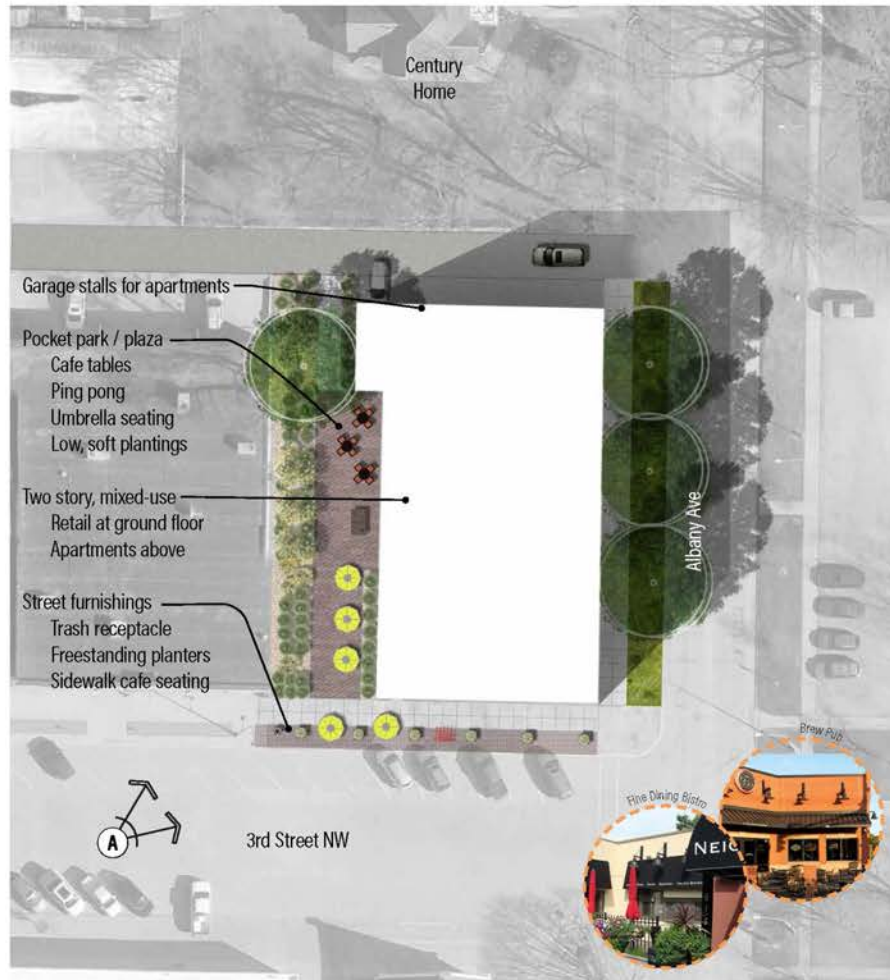 Century
Home
Garage stalls for apartments
Pocket park / plaza
Cafe tables
Ping pong
Umbrella seating
Low, soft plantings
Two story, mixed-use
Retail at ground floor
Apartments above
Albany Ave
Street furnishings
Trash receptacle
Freestanding planters
Sidewalk cafe seating
Brew Pub
Fine Dining Bistro
NEIG
A
3rd Street NW